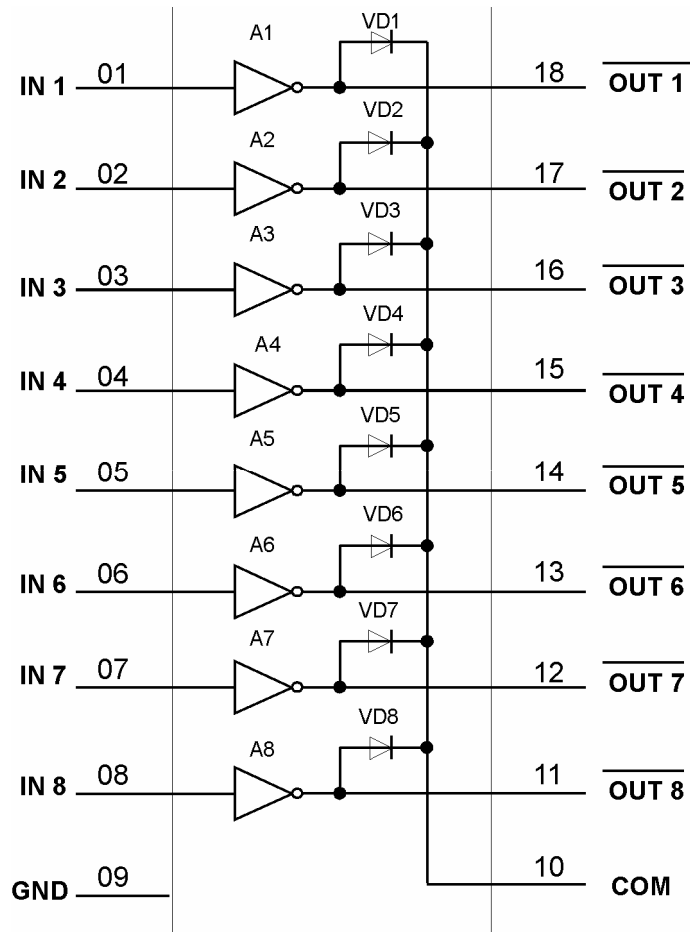 A1 VD1
IN 1 01 18 OUT 1
A2 VD2
IN 2 02 17 OUT 2
A3 VD3
IN 3 03 16 OUT 3
A4 VD4
IN 4 04 15 OUT 4
A5 VD5
IN 5 05 14 OUT 5
A6 VD6
IN 6 06 13 OUT 6
A7 VD7
IN 7 07 12 OUT 7
A8 VD8
IN 8 08 11 OUT 8
GND 09 10 COM